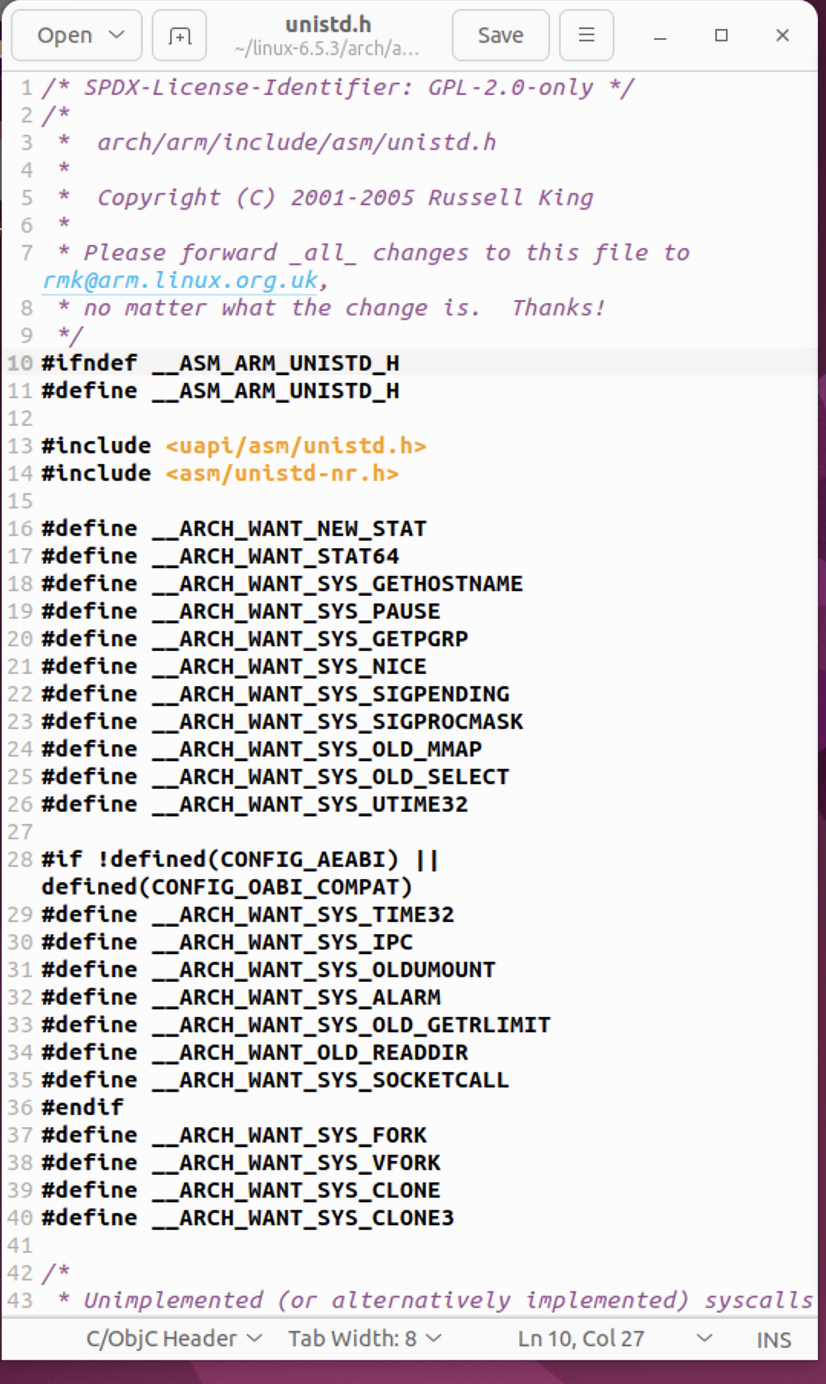 Open
unistd.h
~/linux-6.5.3/arch/a...
Save
1 /* SPDX-License-Identifier: GPL-2.0-only */
2 /*
3  *  arch/arm/include/asm/unistd.h
4  *
5  *  Copyright (C) 2001-2005 Russell King
6  *
7  * Please forward _all_ changes to this file to
rmk@arm.linux.org.uk,
8  * no matter what the change is.  Thanks!
9  */
10 #ifndef __ASM_ARM_UNISTD_H
11 #define __ASM_ARM_UNISTD_H
12
13 #include <uapi/asm/unistd.h>
14 #include <asm/unistd-nr.h>
15
16 #define __ARCH_WANT_NEW_STAT
17 #define __ARCH_WANT_STAT64
18 #define __ARCH_WANT_SYS_GETHOSTNAME
19 #define __ARCH_WANT_SYS_PAUSE
20 #define __ARCH_WANT_SYS_GETPGRP
21 #define __ARCH_WANT_SYS_NICE
22 #define __ARCH_WANT_SYS_SIGPENDING
23 #define __ARCH_WANT_SYS_SIGPROCMASK
24 #define __ARCH_WANT_SYS_OLD_MMAP
25 #define __ARCH_WANT_SYS_OLD_SELECT
26 #define __ARCH_WANT_SYS_UTIME32
27
28 #if !defined(CONFIG_AEABI) ||
defined(CONFIG_OABI_COMPAT)
29 #define __ARCH_WANT_SYS_TIME32
30 #define __ARCH_WANT_SYS_IPC
31 #define __ARCH_WANT_SYS_OLDUMOUNT
32 #define __ARCH_WANT_SYS_ALARM
33 #define __ARCH_WANT_SYS_OLD_GETRLIMIT
34 #define __ARCH_WANT_OLD_READDIR
35 #define __ARCH_WANT_SYS_SOCKETCALL
36 #endif
37 #define __ARCH_WANT_SYS_FORK
38 #define __ARCH_WANT_SYS_VFORK
39 #define __ARCH_WANT_SYS_CLONE
40 #define __ARCH_WANT_SYS_CLONE3
41
42 /*
43  * Unimplemented (or alternatively implemented) syscalls
C/ObjC Header Tab Width: 8 Ln 10, Col 27 INS